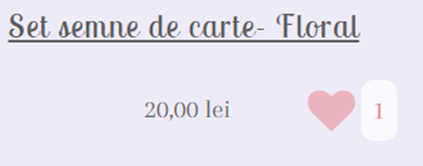 Set semne de carte- Floral
20,00 lei 1